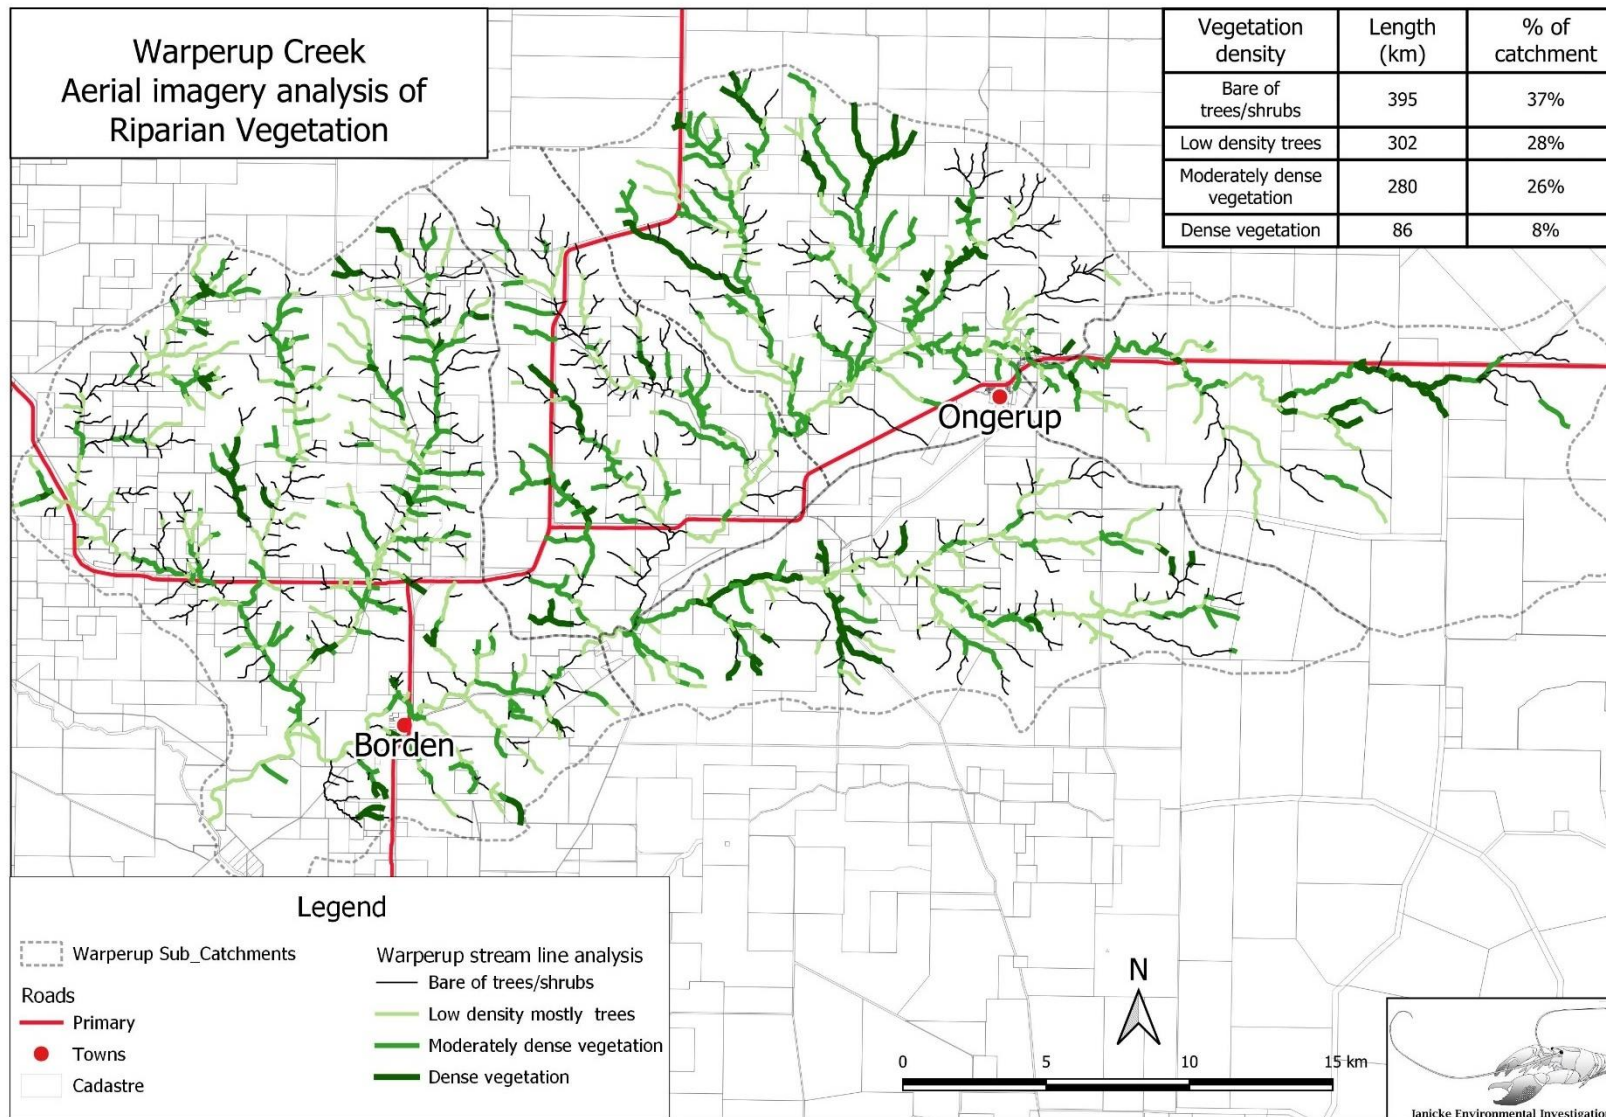 Warperup Creek
Aerial imagery analysis of
Riparian Vegetation
Vegetation density Length (km) % of catchment
Bare of trees/shrubs 395 37%
Low density trees 302 28%
Moderately dense vegetation 280 26%
Dense vegetation 86 8%
Ongerup
Borden
Legend
Warperup Sub_Catchments
Roads
Primary
Towns
Cadastre
Warperup stream line analysis
Bare of trees/shrubs
Low density mostly trees
Moderately dense vegetation
Dense vegetation
N
0 5 10 15 km
Janicke Environmental Investigatio